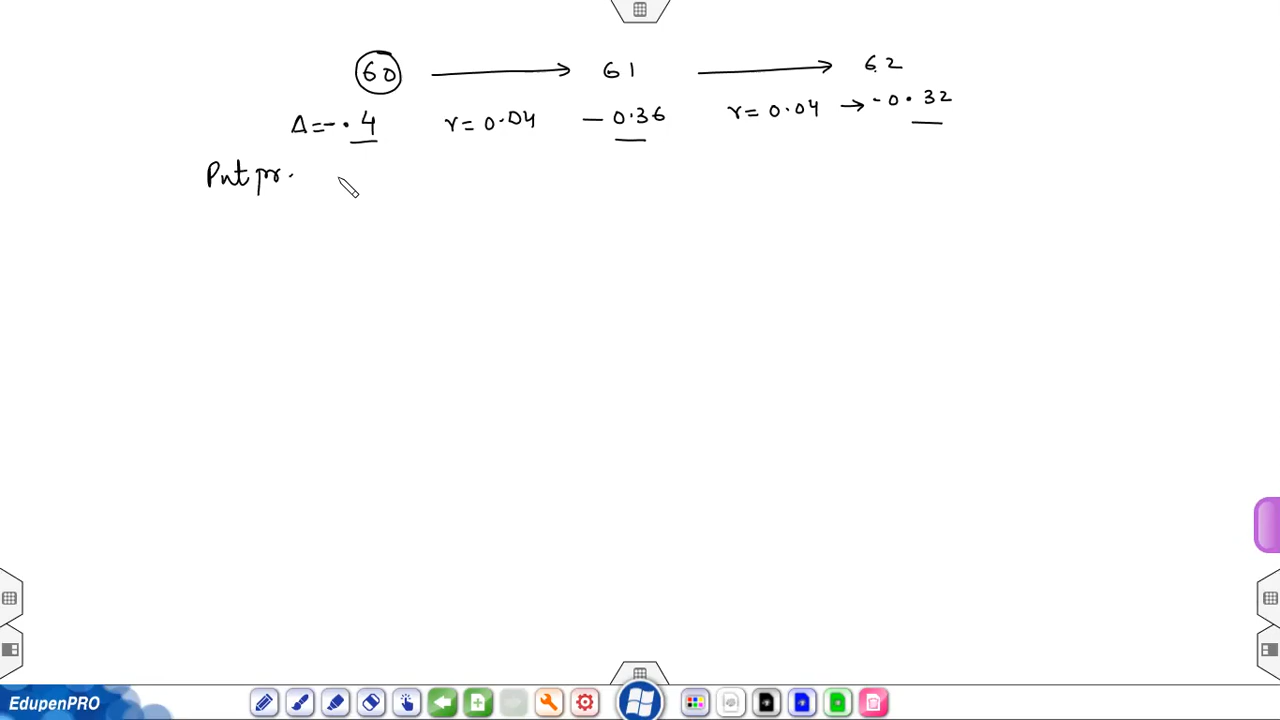 60 → 61 → 62
Δ=-.4 r=0.04 -0.36 r=0.04 → -0.32
Put pr.
EdupenPRO